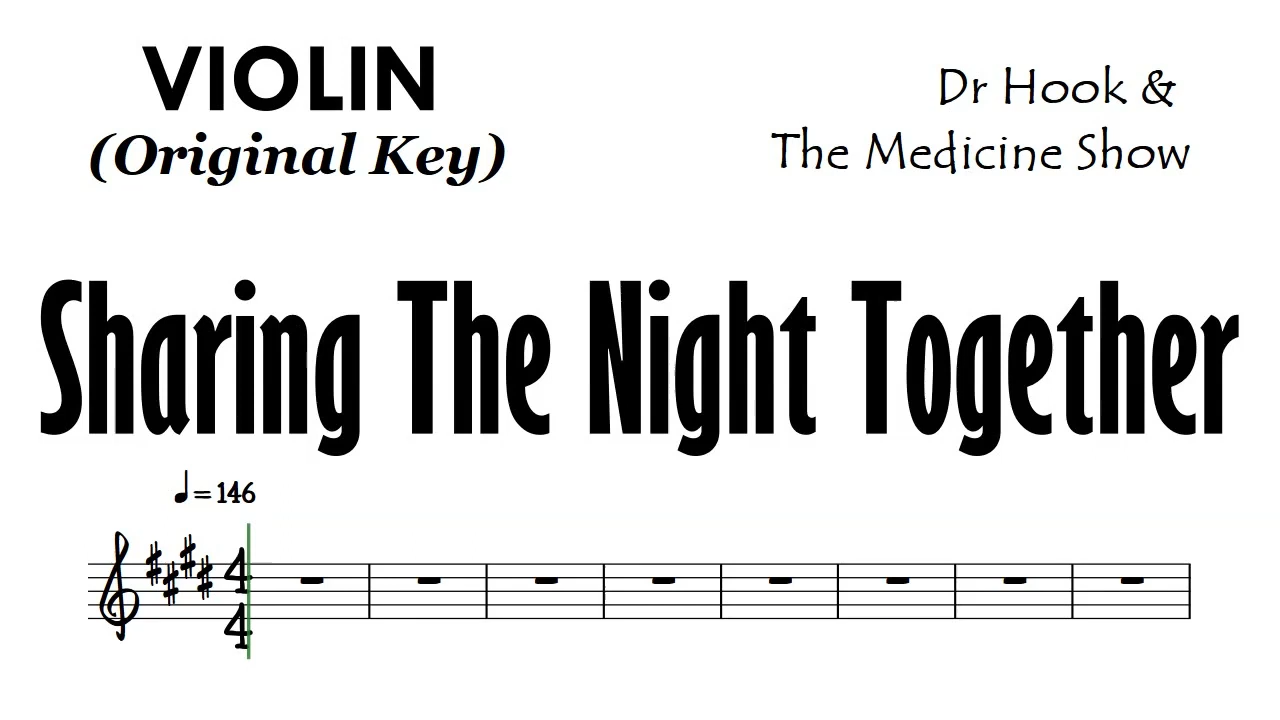 VIOLIN
(Original Key)
Dr Hook &
The Medicine Show
Sharing The Night Together
♩= 146
4
4